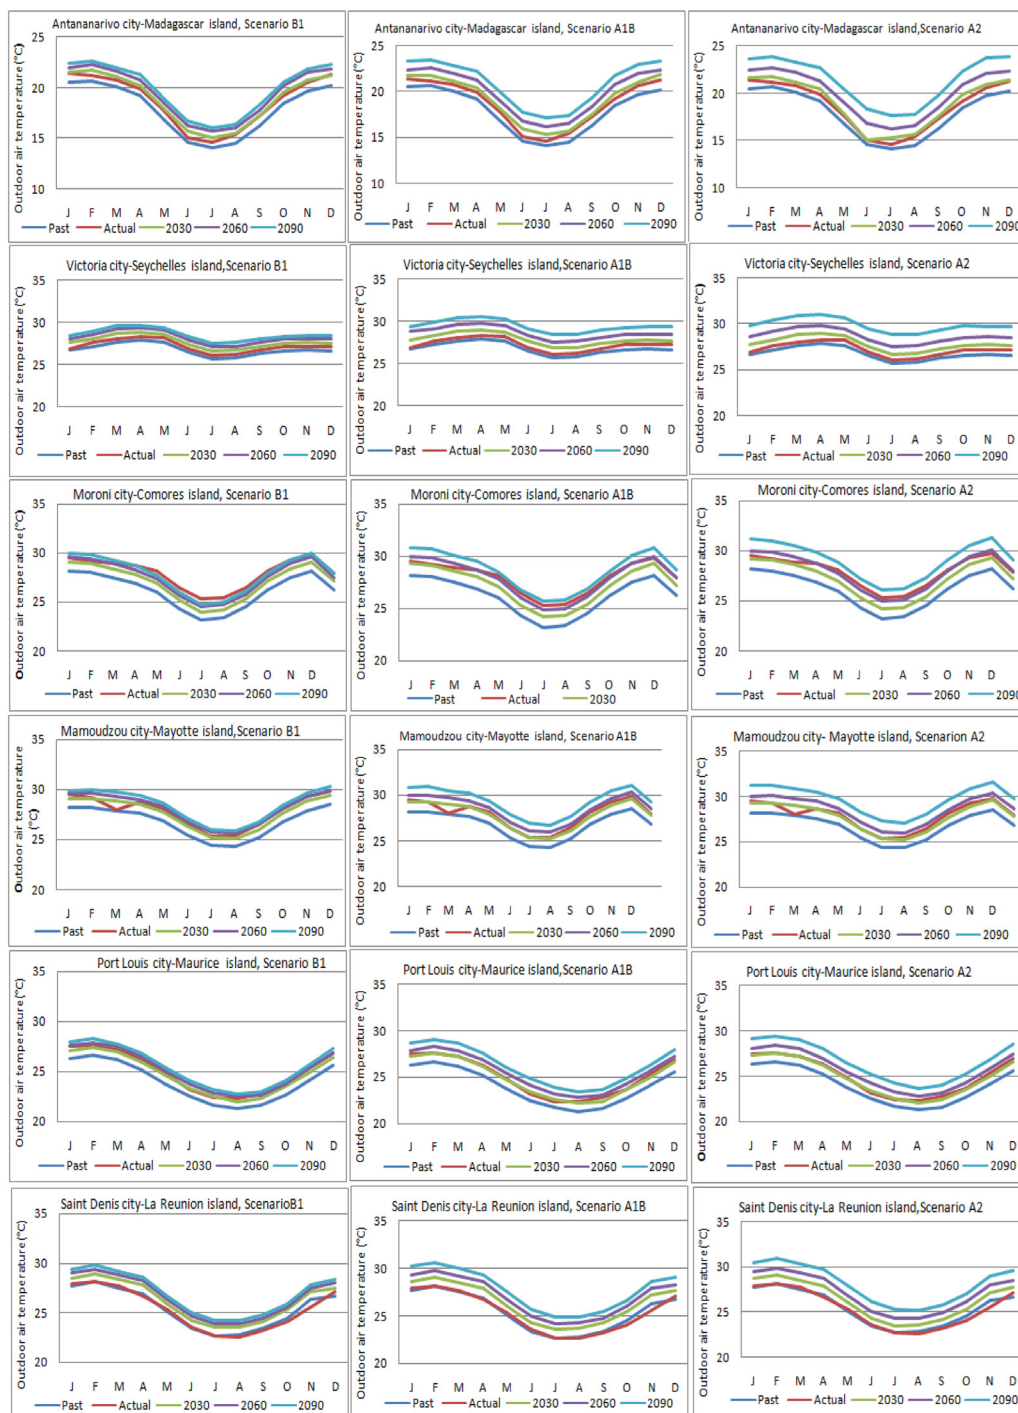 Antananarivo city-Madagascar island, Scenario B1
Outdoor air temperature (°C)
25
20
15
10
J F M A M J J A S O N D
Past Actual 2030 2060 2090
Antananarivo city-Madagascar island, Scenario A1B
Outdoor air temperature (°C)
25
20
15
10
J F M A M J J A S O N D
Past Actual 2030 2060 2090
Antananarivo city-Madagascar island,Scenario A2
Outdoor air temperature (°C)
25
20
15
10
J F M A M J J A S O N D
Past Actual 2030 2060 2090
Victoria city-Seychelles island,Scenario B1
Outdoor air temperature (°C)
35
30
25
20
J F M A M J J A S O N D
Past Actual 2030 2060 2090
Victoria city-Seychelles island,Scenario A1B
Outdoor air temperature (°C)
35
30
25
20
J F M A M J J A S O N D
Past Actual 2030 2060 2090
Victoria city-Seychelles island, Scenario A2
Outdoor air temperature (°C)
35
30
25
20
J F M A M J J A S O N D
Past Actual 2030 2060 2090
Moroni city-Comores island, Scenario B1
Outdoor air temperature (°C)
35
30
25
20
J F M A M J J A S O N D
Past Actual 2030 2060 2090
Moroni city-Comores island, Scenario A1B
Outdoor air temperature (°C)
35
30
25
20
J F M A M J J A S O N D
Past Actual 2030
Moroni city-Comores island, Scenario A2
Outdoor air temperature (°C)
35
30
25
20
J F M A M J J A S O N D
Past Actual 2030 2060 2090
Mamoudzou city-Mayotte island,Scenario B1
Outdoor air temperature
(°C)
35
30
25
20
J F M A M J J A S O N D
Past Actual 2030 2060 2090
Mamoudzou city-Mayotte island, Scenario A1B
Outdoor air temperature (°C)
35
30
25
20
J F M A M J J A S O N D
Past Actual 2030 2060 2090
Mamoudzou city- Mayotte island, Scenarion A2
Outdoor air temperature (°C)
35
30
25
20
J F M A M J J A S O N D
Past Actual 2030 2060 2090
Port Louis city-Maurice island, Scenario B1
Outdoor air temperature (°C)
35
30
25
20
J F M A M J J A S O N D
Past Actual 2030 2060 2090
Port Louis city-Maurice island,Scenario A1B
Outdoor air temperature (°C)
35
30
25
20
J F M A M J J A S O N D
Past Actual 2030 2060 2090
Port Louis city-Maurice island, Scenario A2
Outdoor air temperature (°C)
35
30
25
20
J F M A M J J A S O N D
Past Actual 2030 2060 2090
Saint Denis city-La Reunion island, ScenarioB1
Outdoor air temperature (°C)
35
30
25
20
J F M A M J J A S O N D
Past Actual 2030 2060 2090
Saint Denis city-La Reunion island, Scenario A1B
Outdoor air temperature (°C)
35
30
25
20
J F M A M J J A S O N D
Past Actual 2030 2060 2090
Saint Denis city-La Reunion island,Scenario A2
Outdoor air temperature (°C)
35
30
25
20
J F M A M J J A S O N D
Past Actual 2030 2060 2090